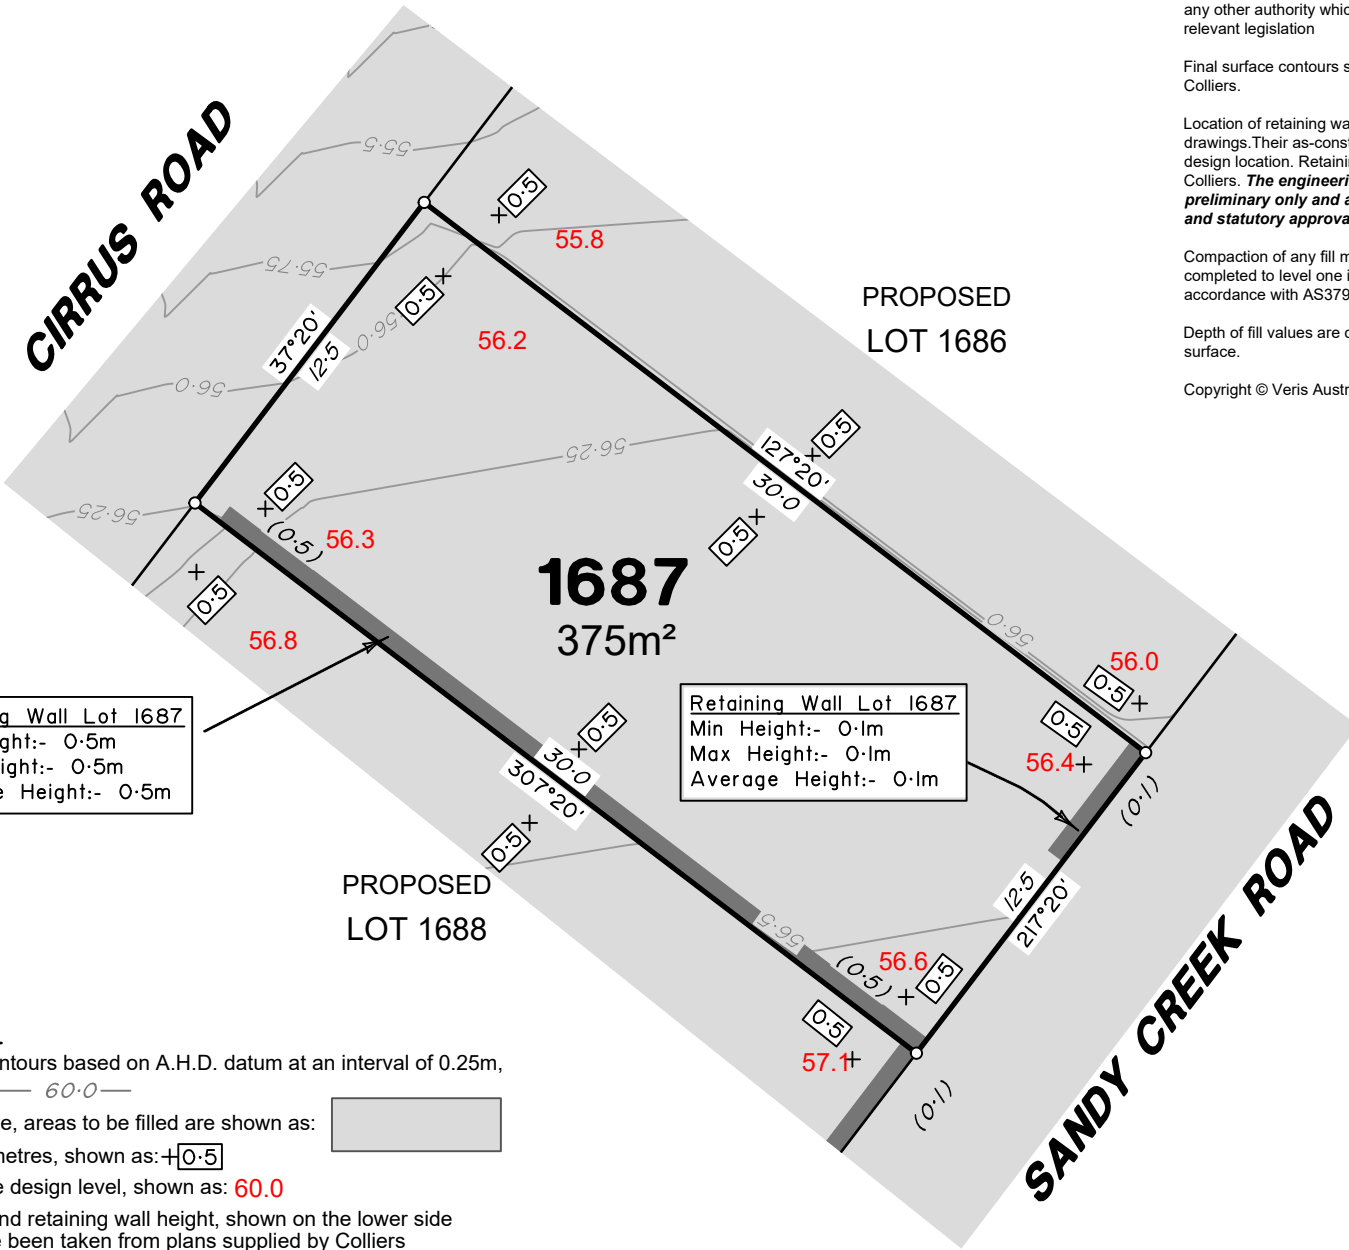 any other authority whic
relevant legislation
Final surface contours s
Colliers.
Location of retaining wa
drawings.Their as-const
design location. Retainin
Colliers. The engineeri
preliminary only and a
and statutory approva
Compaction of any fill m
completed to level one i
accordance with AS379
Depth of fill values are d
surface.
Copyright © Veris Austr
CIRRUS ROAD
55·5
0·5
55.8
55·75
0·5
56·0
56.2
PROPOSED
LOT 1686
37°20'
12·5
56·0
56·25
0·5
127°20'
30·0
0·5
56·25
0·5
(0·5)
56.3
0·5
56.8
1687
375m²
56·0
56.0
0·5
0·5
56.4
g Wall Lot 1687
ght:- 0·5m
ight:- 0·5m
e Height:- 0·5m
Retaining Wall Lot 1687
Min Height:- 0·1m
Max Height:- 0·1m
Average Height:- 0·1m
0·5
30·0
307°20'
0·5
(0·1)
PROPOSED
LOT 1688
12·5
217°20'
56·5
56.6
(0·5)
0·5
0·5
57.1
(0·1)
SANDY CREEK ROAD
ntours based on A.H.D. datum at an interval of 0.25m,
60·0
e, areas to be filled are shown as:
netres, shown as:+0·5
e design level, shown as: 60.0
nd retaining wall height, shown on the lower side
e been taken from plans supplied by Colliers